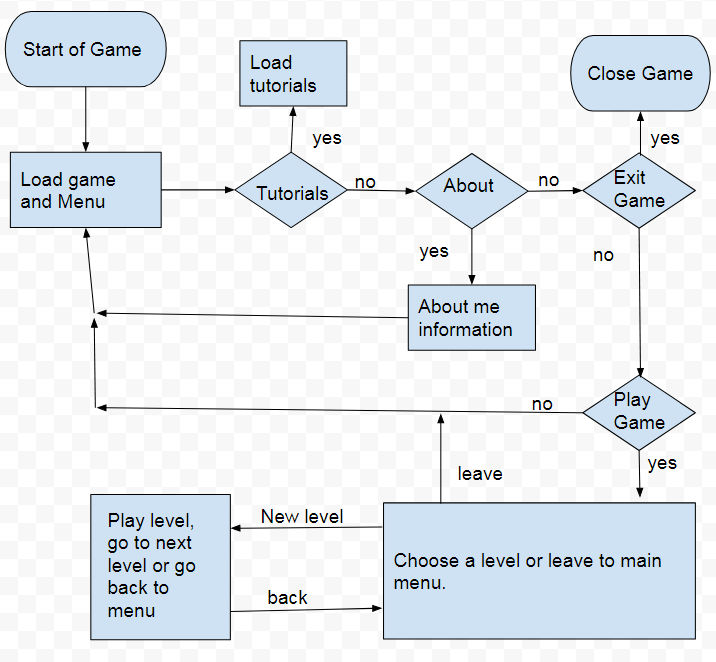 Start of Game
Load
tutorials
Close Game
yes
yes
Load game
and Menu
Tutorials
no
About
no
Exit
Game
yes
no
About me
information
no
Play
Game
yes
leave
New level
Play level,
go to next
level or go
back to
menu
Choose a level or leave to main
menu.
back